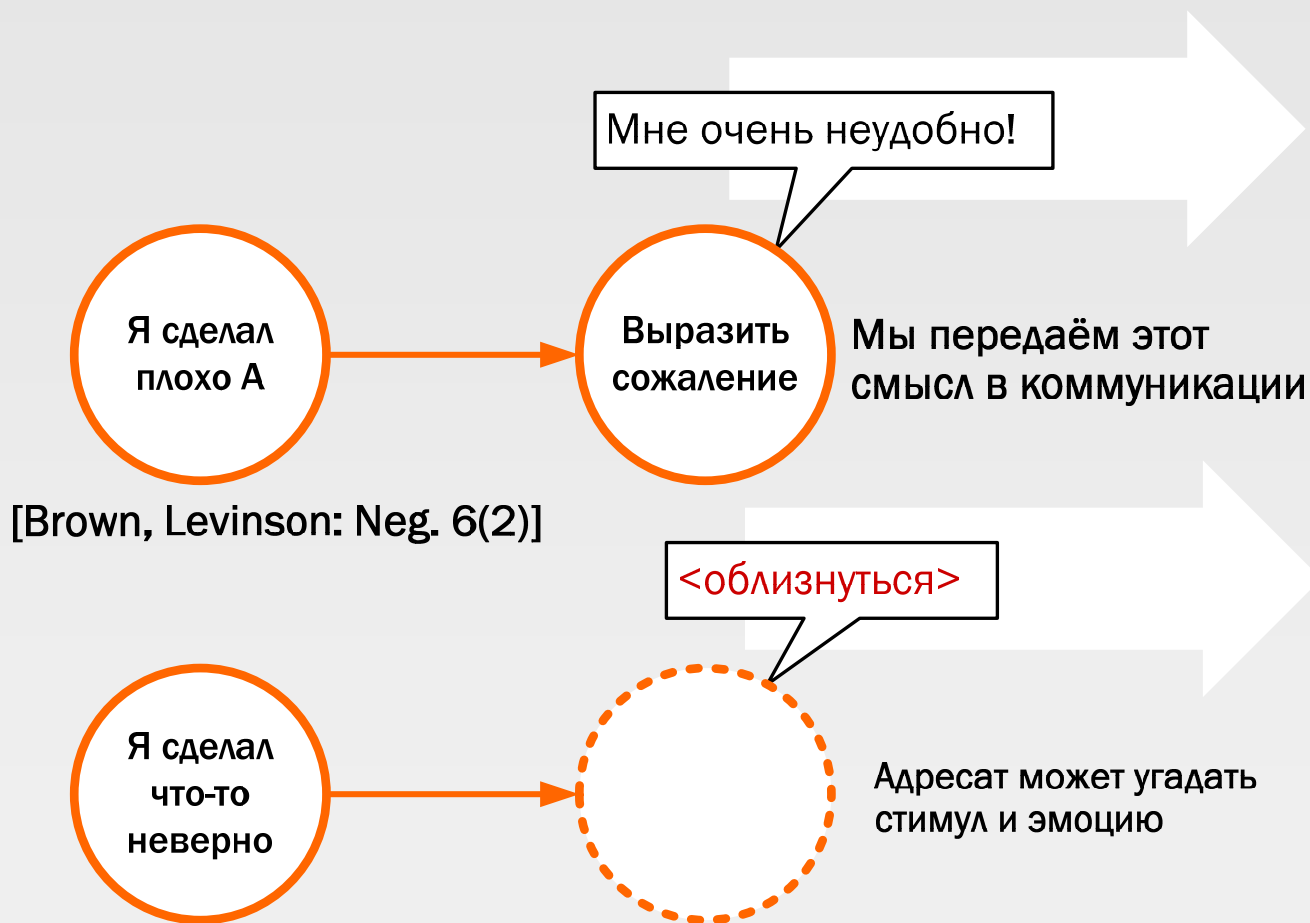 Мне очень неудобно!
Я сделал
плохо А
Выразить
сожаление
Мы передаём этот
смысл в коммуникации
[Brown, Levinson: Neg. 6(2)]
<облизнуться>
Я сделал
что-то
неверно
Адресат может угадать
стимул и эмоцию